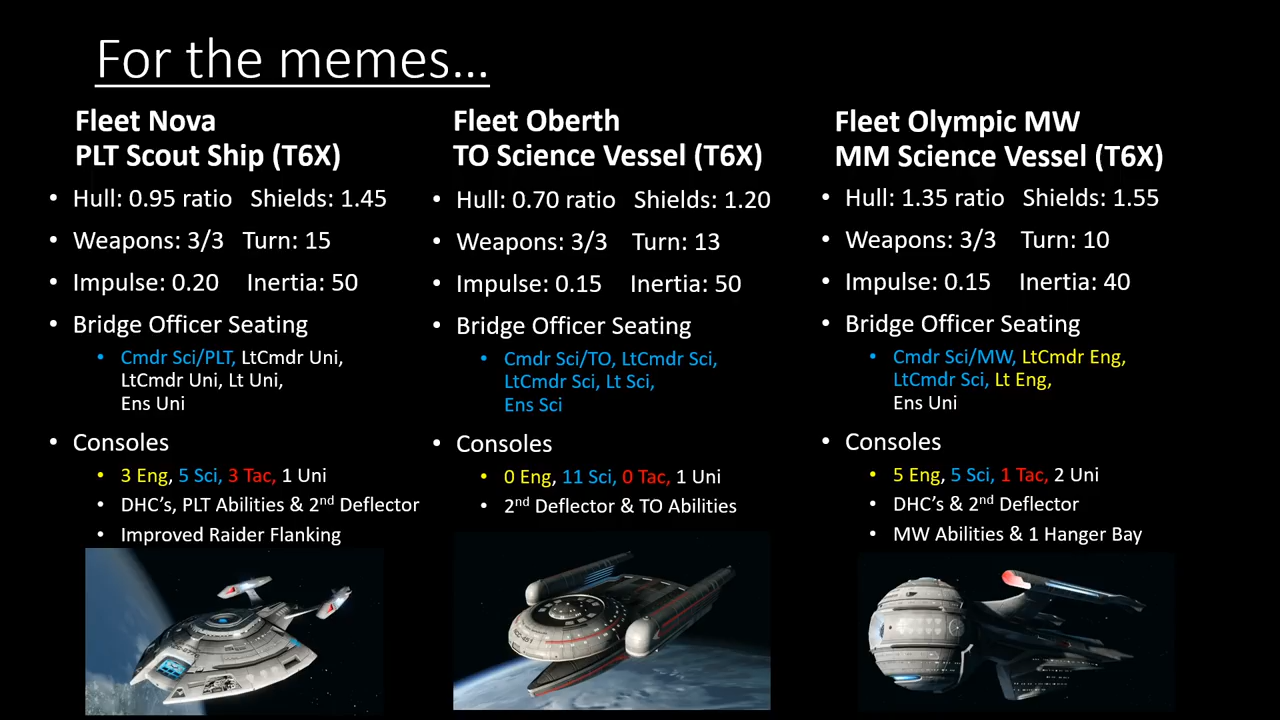 For the memes...
Fleet Nova
PLT Scout Ship (T6X)
• Hull: 0.95 ratio Shields: 1.45
• Weapons: 3/3 Turn: 15
• Impulse: 0.20 Inertia: 50
• Bridge Officer Seating
• Cmdr Sci/PLT, LtCmdr Uni,
LtCmdr Uni, Lt Uni,
Ens Uni
• Consoles
• 3 Eng, 5 Sci, 3 Tac, 1 Uni
• DHC's, PLT Abilities & 2nd Deflector
• Improved Raider Flanking
Fleet Oberth
TO Science Vessel (T6X)
• Hull: 0.70 ratio Shields: 1.20
• Weapons: 3/3 Turn: 13
• Impulse: 0.15 Inertia: 50
• Bridge Officer Seating
• Cmdr Sci/TO, LtCmdr Sci,
LtCmdr Sci, Lt Sci,
Ens Sci
• Consoles
• 0 Eng, 11 Sci, 0 Tac, 1 Uni
• 2nd Deflector & TO Abilities
Fleet Olympic MW
MM Science Vessel (T6X)
• Hull: 1.35 ratio Shields: 1.55
• Weapons: 3/3 Turn: 10
• Impulse: 0.15 Inertia: 40
• Bridge Officer Seating
• Cmdr Sci/MW, LtCmdr Eng,
LtCmdr Sci, Lt Eng,
Ens Uni
• Consoles
• 5 Eng, 5 Sci, 1 Tac, 2 Uni
• DHC's & 2nd Deflector
• MW Abilities & 1 Hanger Bay